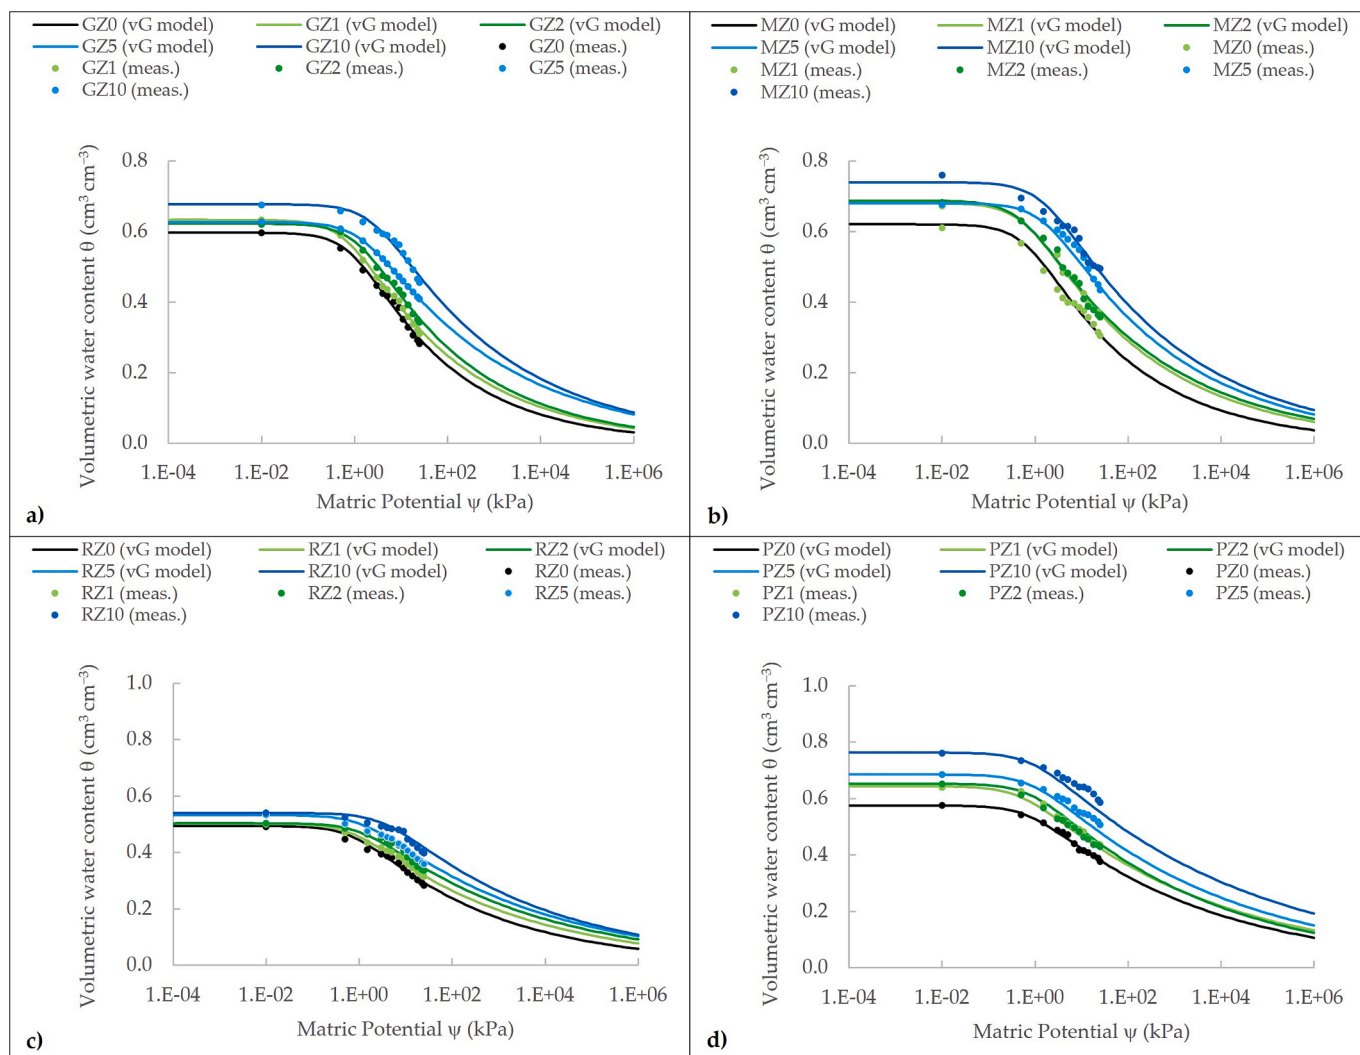 GZ0 (vG model) GZ1 (vG model) GZ2 (vG model)
GZ5 (vG model) GZ10 (vG model) GZ0 (meas.)
GZ1 (meas.) GZ2 (meas.) GZ5 (meas.)
GZ10 (meas.)
Volumetric water content θ (cm³ cm⁻³)
0.8
0.6
0.4
0.2
0.0
1.E-04 1.E-02 1.E+00 1.E+02 1.E+04 1.E+06
Matric Potential ψ (kPa)
a)
MZ0 (vG model) MZ1 (vG model) MZ2 (vG model)
MZ5 (vG model) MZ10 (vG model) MZ0 (meas.)
MZ1 (meas.) MZ2 (meas.) MZ5 (meas.)
MZ10 (meas.)
Volumetric water content θ (cm³ cm⁻³)
0.8
0.6
0.4
0.2
0.0
1.E-04 1.E-02 1.E+00 1.E+02 1.E+04 1.E+06
Matric Potential ψ (kPa)
b)
RZ0 (vG model) RZ1 (vG model) RZ2 (vG model)
RZ5 (vG model) RZ10 (vG model) RZ0 (meas.)
RZ1 (meas.) RZ2 (meas.) RZ5 (meas.)
RZ10 (meas.)
Volumetric water content θ (cm³ cm⁻³)
1.0
0.8
0.6
0.4
0.2
0.0
1.E-04 1.E-02 1.E+00 1.E+02 1.E+04 1.E+06
Matric Potential ψ (kPa)
c)
PZ0 (vG model) PZ1 (vG model) PZ2 (vG model)
PZ5 (vG model) PZ10 (vG model) PZ0 (meas.)
PZ1 (meas.) PZ2 (meas.) PZ5 (meas.)
PZ10 (meas.)
Volumetric water content θ (cm³ cm⁻³)
1.0
0.8
0.6
0.4
0.2
0.0
1.E-04 1.E-02 1.E+00 1.E+02 1.E+04 1.E+06
Matric Potential ψ (kPa)
d)